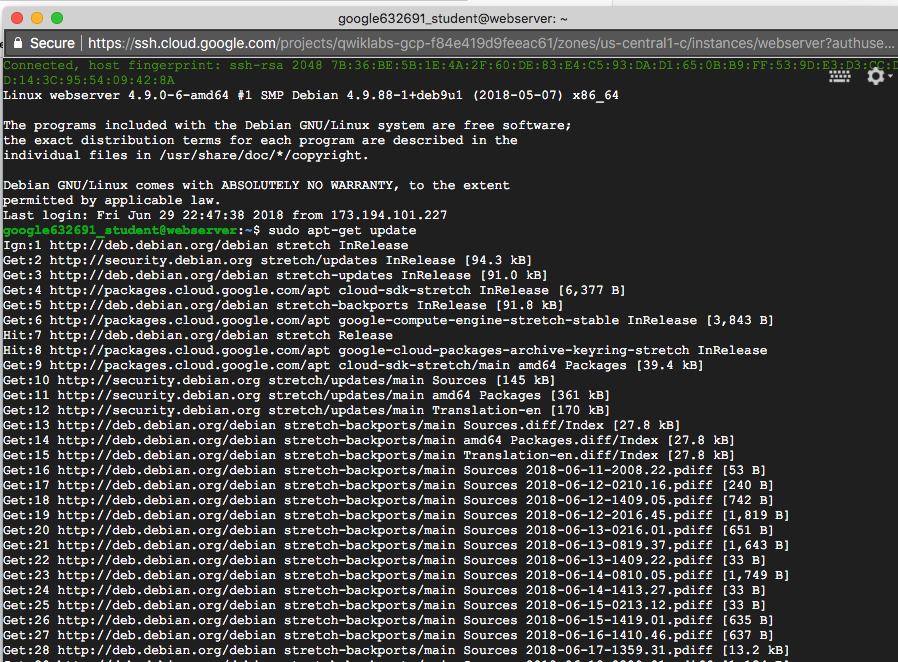 google632691_student@webserver: ~
Secure | https://ssh.cloud.google.com/projects/qwiklabs-gcp-f84e419d9feeac61/zones/us-central1-c/instances/webserver?authuse...
Connected, host fingerprint: ssh-rsa 2048 7B:36:BE:5B:1E:4A:2F:60:DE:83:E4:C5:93:DA:D1:65:0B:B9:FF:53:9D:E3:D3:CC:D
D:14:3C:95:54:09:42:8A
Linux webserver 4.9.0-6-amd64 #1 SMP Debian 4.9.88-1+deb9u1 (2018-05-07) x86_64
The programs included with the Debian GNU/Linux system are free software;
the exact distribution terms for each program are described in the
individual files in /usr/share/doc/*/copyright.
Debian GNU/Linux comes with ABSOLUTELY NO WARRANTY, to the extent
permitted by applicable law.
Last login: Fri Jun 29 22:47:38 2018 from 173.194.101.227
google632691_student@webserver:~$ sudo apt-get update
Ign:1 http://deb.debian.org/debian stretch InRelease
Get:2 http://security.debian.org stretch/updates InRelease [94.3 kB]
Get:3 http://deb.debian.org/debian stretch-updates InRelease [91.0 kB]
Get:4 http://packages.cloud.google.com/apt cloud-sdk-stretch InRelease [6,377 B]
Get:5 http://deb.debian.org/debian stretch-backports InRelease [91.8 kB]
Get:6 http://packages.cloud.google.com/apt google-compute-engine-stretch-stable InRelease [3,843 B]
Hit:7 http://deb.debian.org/debian stretch Release
Hit:8 http://packages.cloud.google.com/apt google-cloud-packages-archive-keyring-stretch InRelease
Get:9 http://packages.cloud.google.com/apt cloud-sdk-stretch/main amd64 Packages [39.4 kB]
Get:10 http://security.debian.org stretch/updates/main Sources [145 kB]
Get:11 http://security.debian.org stretch/updates/main amd64 Packages [361 kB]
Get:12 http://security.debian.org stretch/updates/main Translation-en [170 kB]
Get:13 http://deb.debian.org/debian stretch-backports/main Sources.diff/Index [27.8 kB]
Get:14 http://deb.debian.org/debian stretch-backports/main amd64 Packages.diff/Index [27.8 kB]
Get:15 http://deb.debian.org/debian stretch-backports/main Translation-en.diff/Index [27.8 kB]
Get:16 http://deb.debian.org/debian stretch-backports/main Sources 2018-06-11-2008.22.pdiff [53 B]
Get:17 http://deb.debian.org/debian stretch-backports/main Sources 2018-06-12-0210.16.pdiff [240 B]
Get:18 http://deb.debian.org/debian stretch-backports/main Sources 2018-06-12-1409.05.pdiff [742 B]
Get:19 http://deb.debian.org/debian stretch-backports/main Sources 2018-06-12-2016.45.pdiff [1,819 B]
Get:20 http://deb.debian.org/debian stretch-backports/main Sources 2018-06-13-0216.01.pdiff [651 B]
Get:21 http://deb.debian.org/debian stretch-backports/main Sources 2018-06-13-0819.37.pdiff [1,643 B]
Get:22 http://deb.debian.org/debian stretch-backports/main Sources 2018-06-13-1409.22.pdiff [33 B]
Get:23 http://deb.debian.org/debian stretch-backports/main Sources 2018-06-14-0810.05.pdiff [1,749 B]
Get:24 http://deb.debian.org/debian stretch-backports/main Sources 2018-06-14-1413.27.pdiff [33 B]
Get:25 http://deb.debian.org/debian stretch-backports/main Sources 2018-06-15-0213.12.pdiff [33 B]
Get:26 http://deb.debian.org/debian stretch-backports/main Sources 2018-06-15-1419.01.pdiff [635 B]
Get:27 http://deb.debian.org/debian stretch-backports/main Sources 2018-06-16-1410.46.pdiff [637 B]
Get:28 http://deb.debian.org/debian stretch-backports/main Sources 2018-06-17-1359.31.pdiff [13.2 kB]